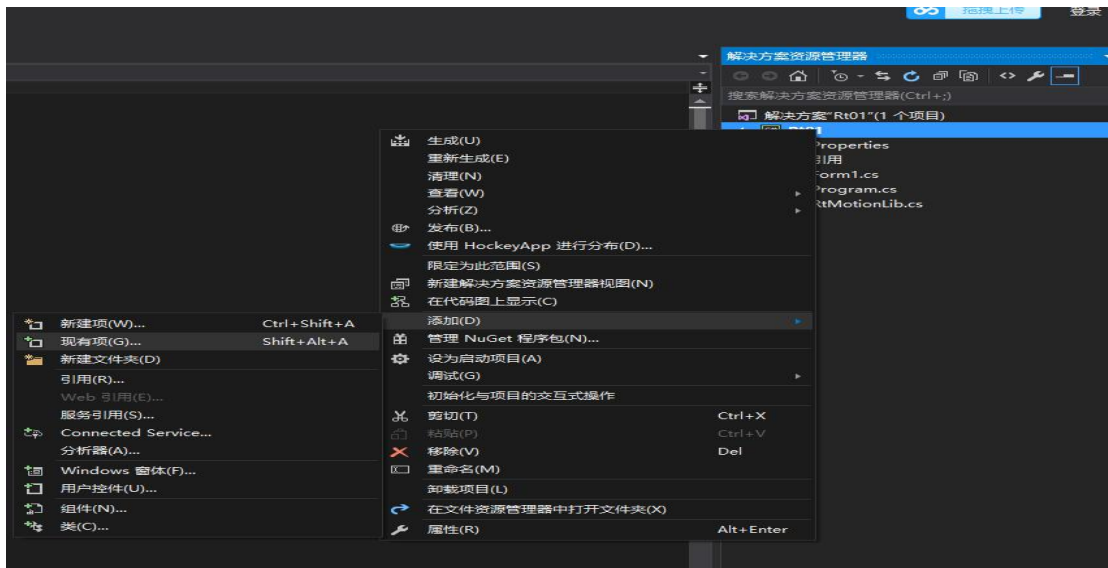 拖拽上传 登录
解决方案资源管理器
搜索解决方案资源管理器(Ctrl+;)
解决方案"Rt01"(1 个项目)
Rt01
Properties
引用
Form1.cs
Program.cs
RtMotionLib.cs
生成(U)
重新生成(E)
清理(N)
查看(W)
分析(Z)
发布(B)...
使用 HockeyApp 进行分布(D)...
限定为此范围(S)
新建解决方案资源管理器视图(N)
在代码图上显示(C)
添加(D)
管理 NuGet 程序包(N)...
设为启动项目(A)
调试(G)
初始化与项目的交互式操作
剪切(T) Ctrl+X
粘贴(P) Ctrl+V
移除(V) Del
重命名(M)
卸载项目(L)
在文件资源管理器中打开文件夹(X)
属性(R) Alt+Enter
新建项(W)... Ctrl+Shift+A
现有项(G)... Shift+Alt+A
新建文件夹(D)
引用(R)...
Web 引用(E)...
服务引用(S)...
Connected Service...
分析器(A)...
Windows 窗体(F)...
用户控件(U)...
组件(N)...
类(C)...